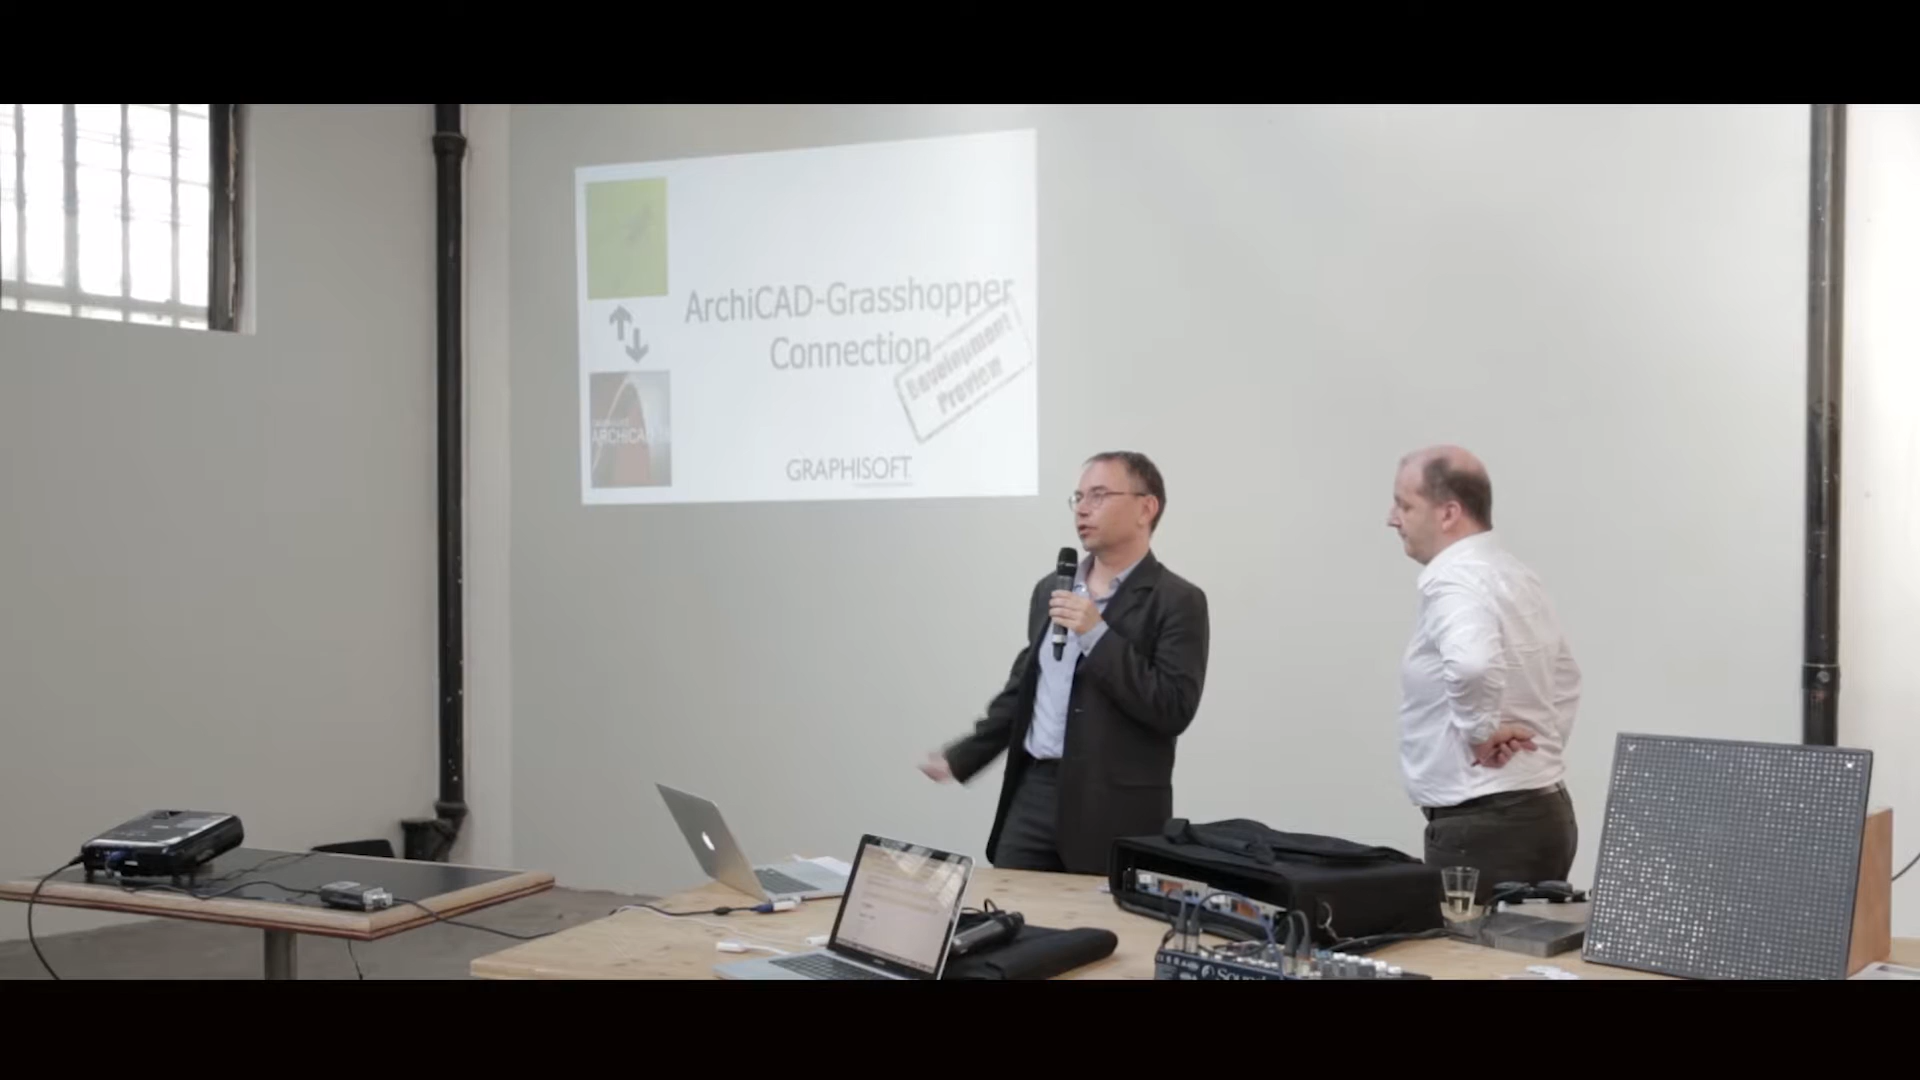 ArchiCAD-Grasshopper
Connection
Development
Preview
ARCHICAD
GRAPHISOFT